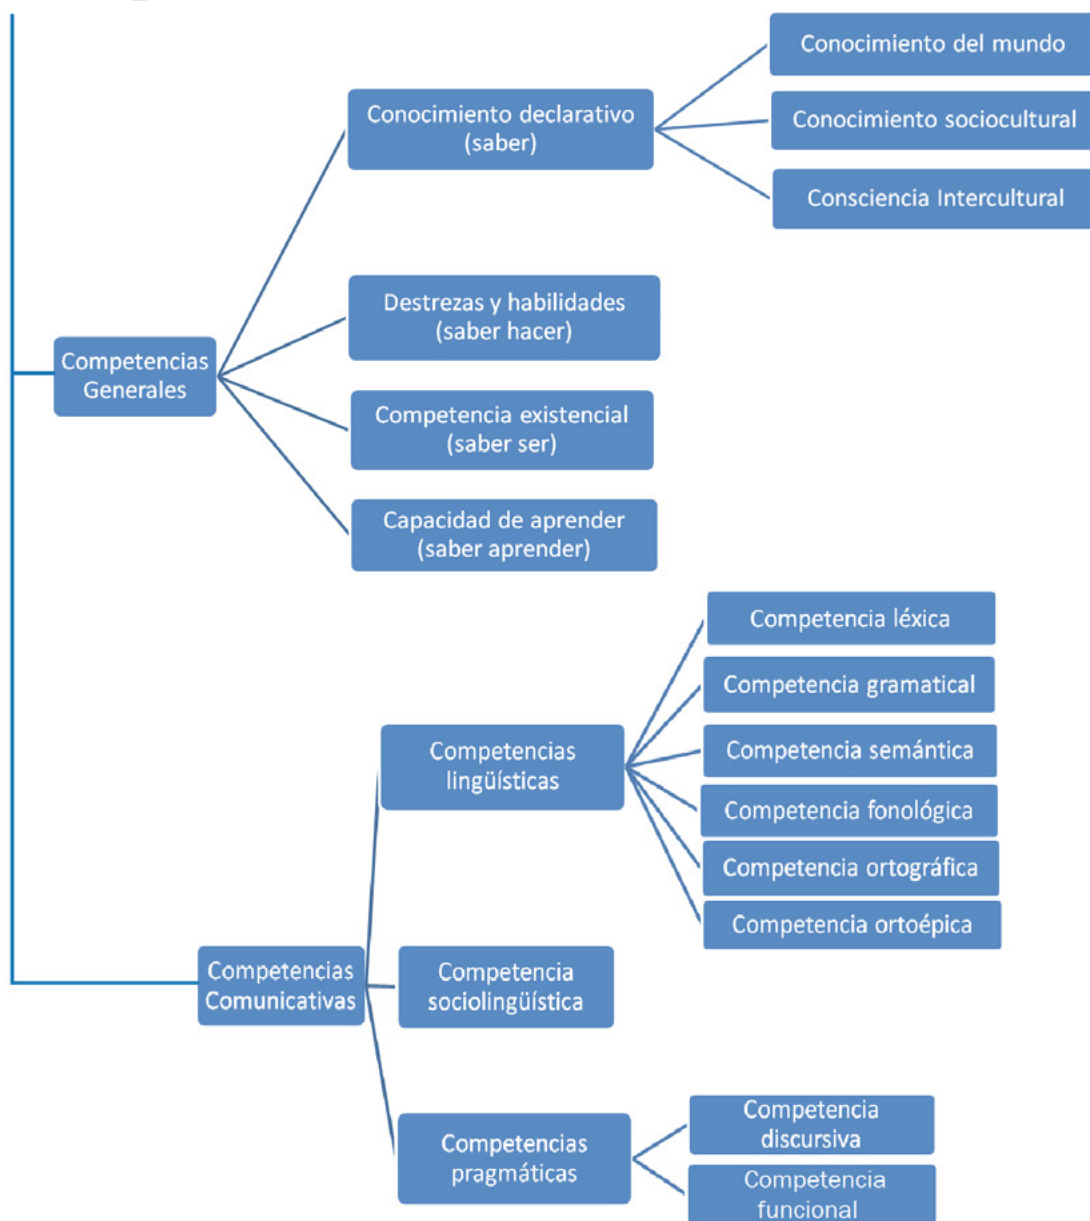 Conocimiento del mundo
Conocimiento declarativo
(saber)
Conocimiento sociocultural
Consciencia Intercultural
Destrezas y habilidades
(saber hacer)
Competencias
Generales
Competencia existencial
(saber ser)
Capacidad de aprender
(saber aprender)
Competencia léxica
Competencia gramatical
Competencias
lingüísticas
Competencia semántica
Competencia fonológica
Competencia ortográfica
Competencia ortoépica
Competencias
Comunicativas
Competencia
sociolingüística
Competencias
pragmáticas
Competencia
discursiva
Competencia
funcional